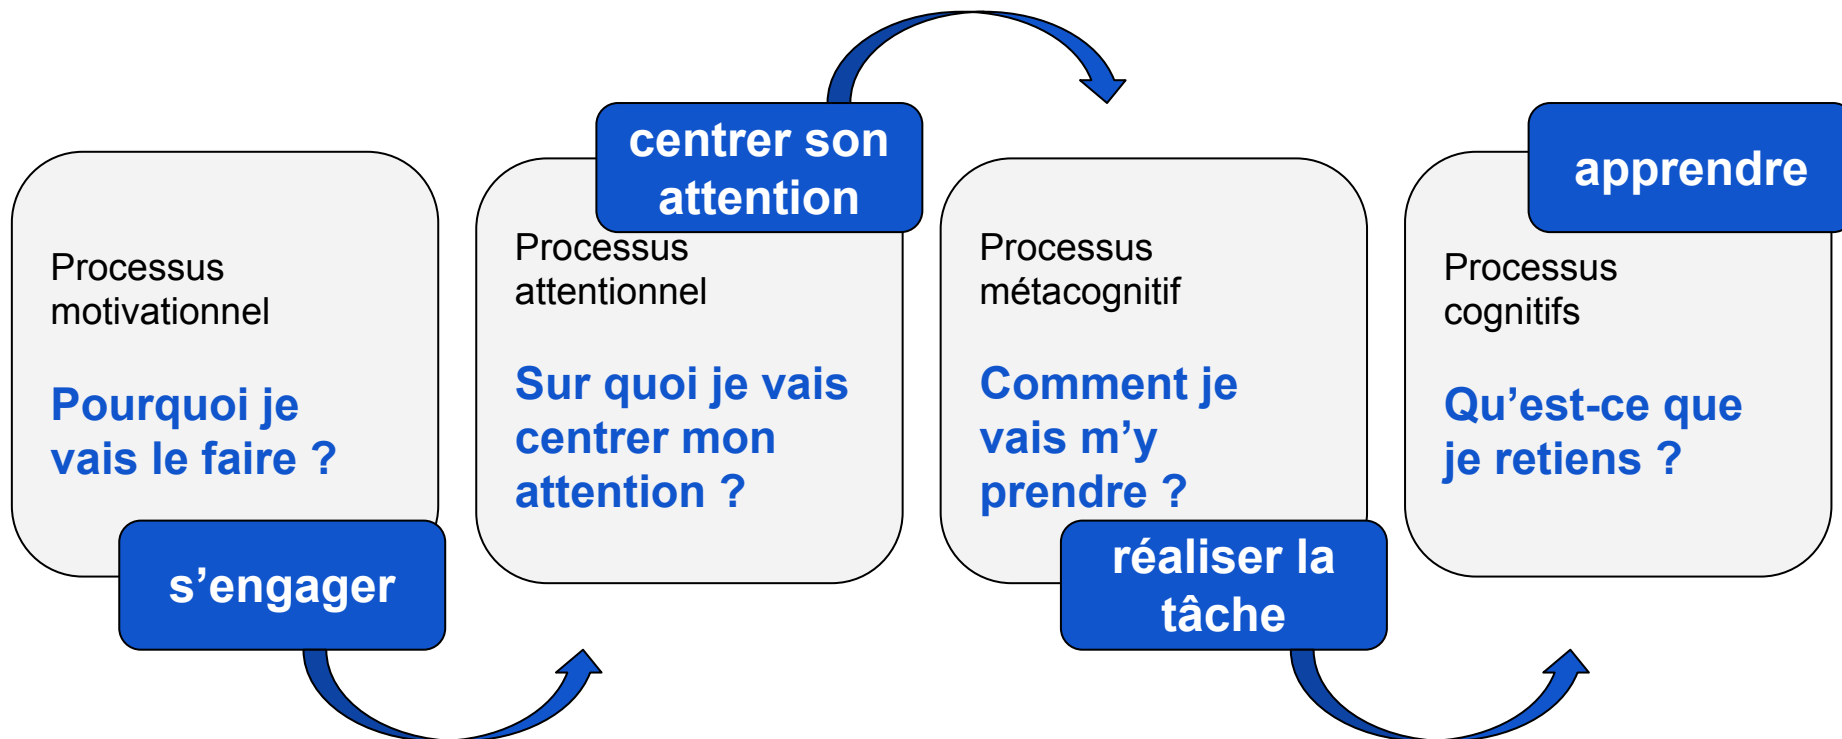 Processus
motivationnel
Pourquoi je
vais le faire ?
s’engager
centrer son
attention
Processus
attentionnel
Sur quoi je vais
centrer mon
attention ?
Processus
métacognitif
Comment je
vais m’y
prendre ?
réaliser la
tâche
apprendre
Processus
cognitifs
Qu’est-ce que
je retiens ?